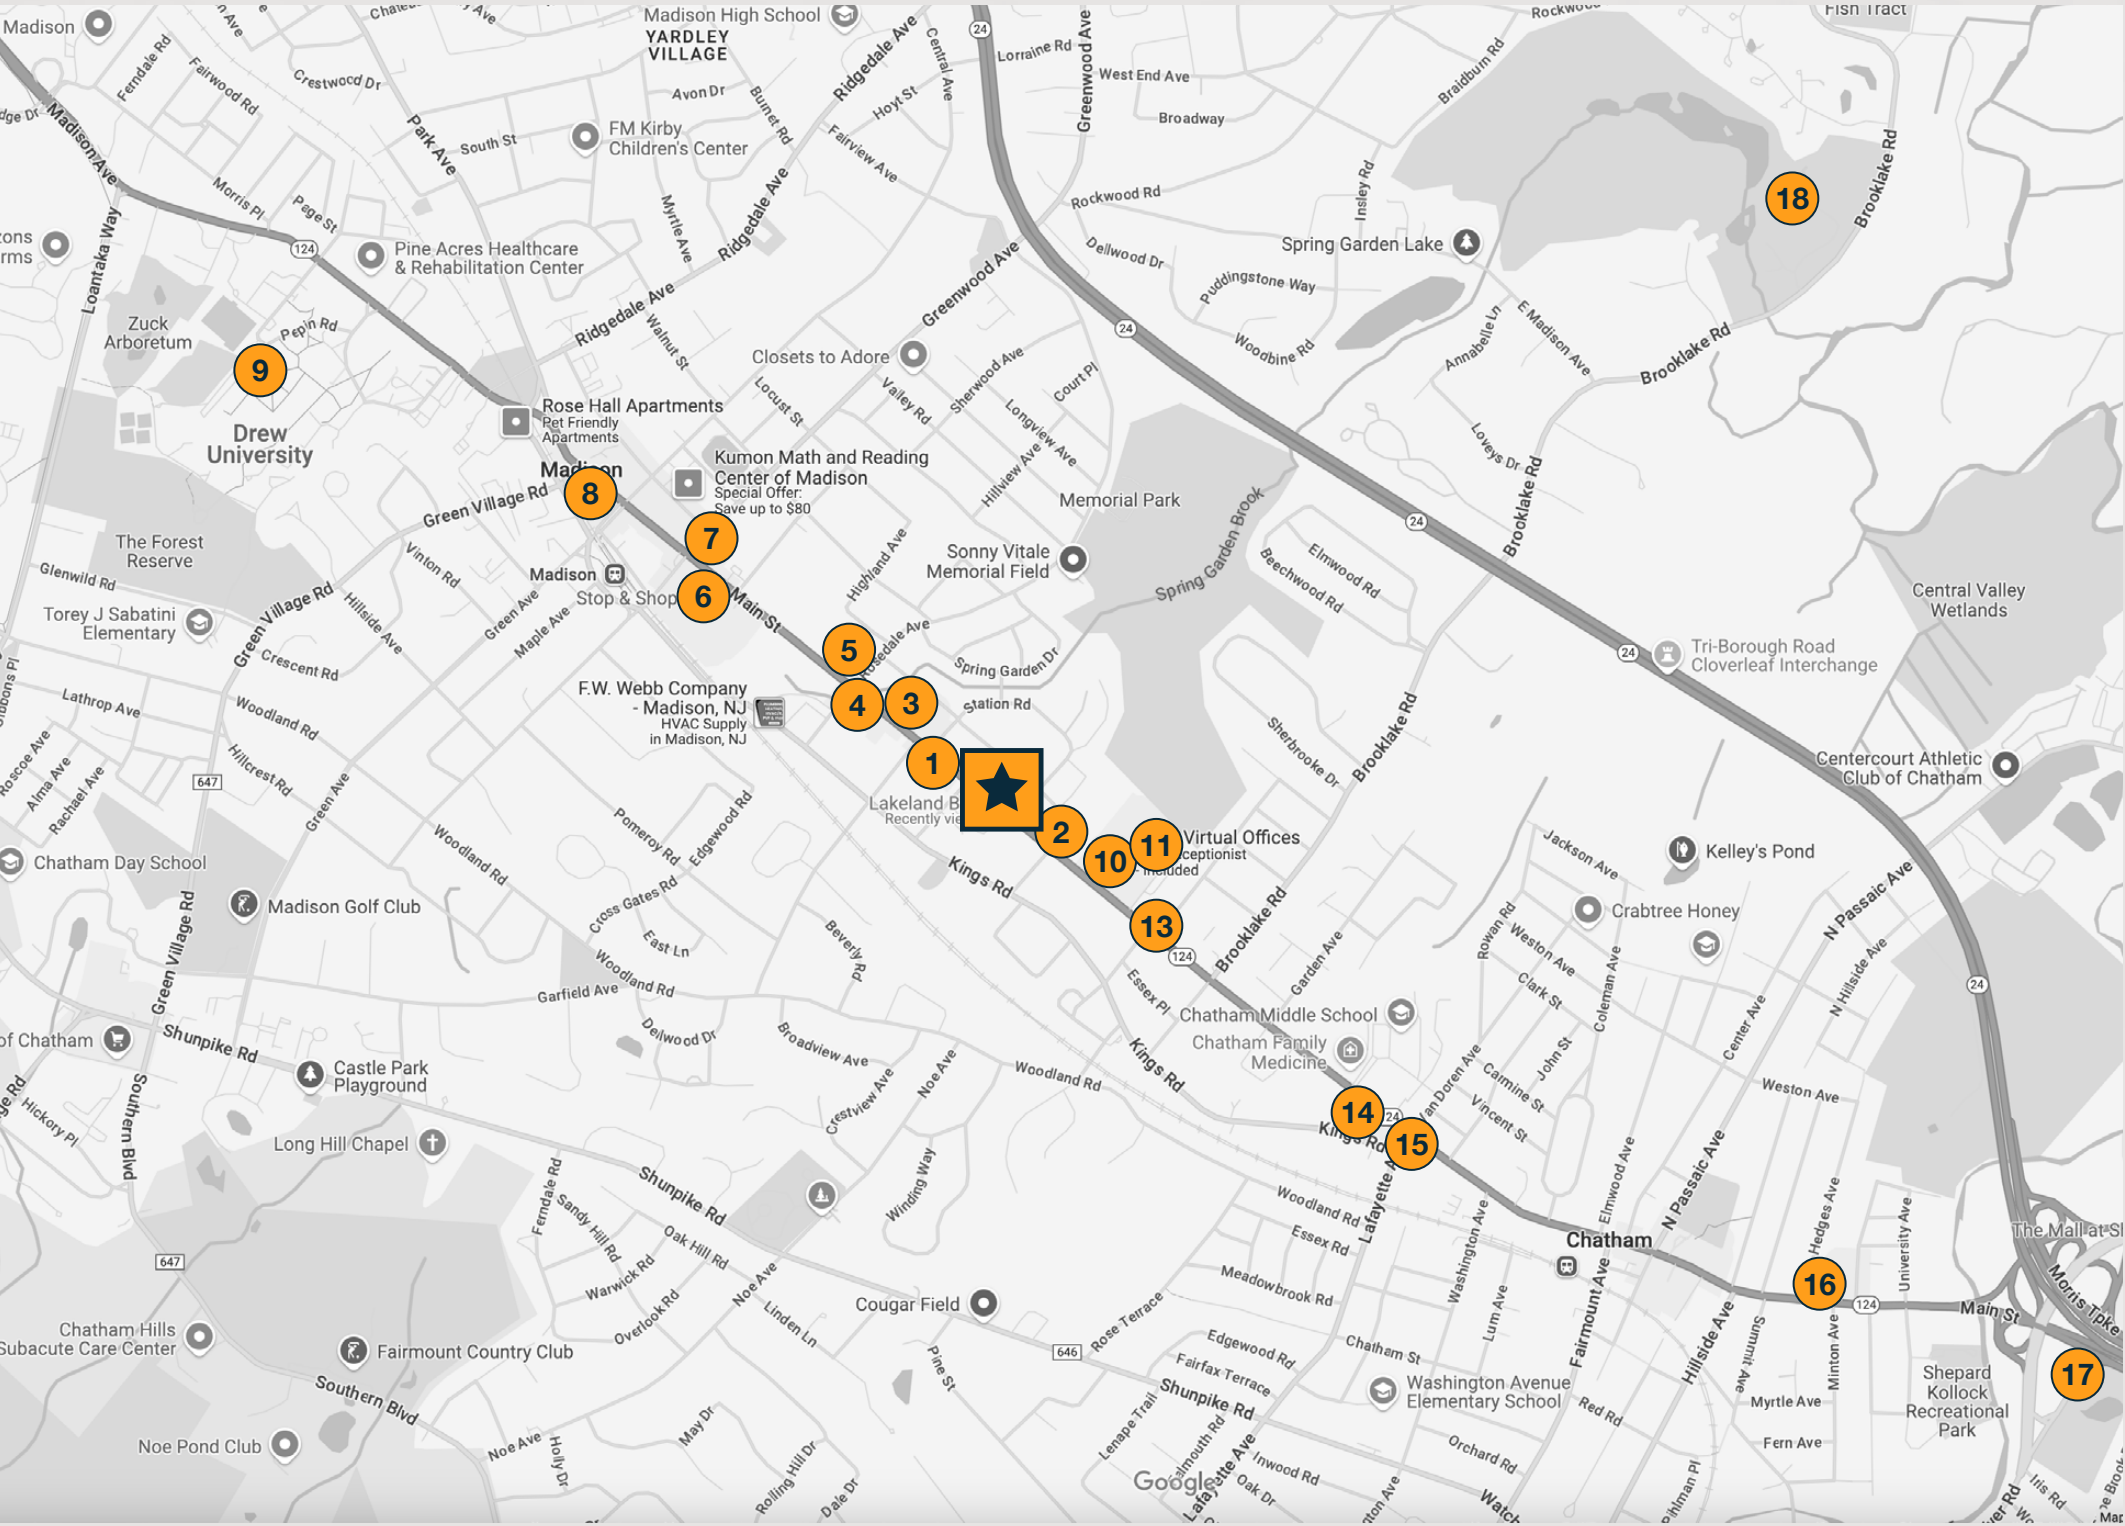 Madison
Ferndale Rd
Fairwood Rd
Crestwood Dr
Madison High School
YARDLEY
VILLAGE
Avon Dr
Burnet Rd
Ridgedale Ave
Central Ave
Hoyt St
Fairview Ave
24
Lorraine Rd
Greenwood Ave
West End Ave
Broadway
Braidburn Rd
Fish Tract
Madison Ave
Park Ave
South St
FM Kirby
Children's Center
Morris Pl
Page St
124
Pine Acres Healthcare
& Rehabilitation Center
Myrtle Ave
Ridgedale Ave
Rockwood Rd
Insley Rd
Dellwood Dr
Puddingstone Way
Spring Garden Lake
18
Brooklake Rd
Loantaka Way
Zuck
Arboretum
Pepin Rd
9
Drew
University
Ridgedale Ave
Walnut St
Greenwood Ave
Closets to Adore
Locust St
Valley Rd
Sherwood Ave
Court Pl
Longview Ave
Hillview Ave
24
Woodbine Rd
Annabelle Ln
E Madison Ave
Brooklake Rd
Loveys Dr
Rose Hall Apartments
Pet Friendly
Apartments
Madison
8
Green Village Rd
Kumon Math and Reading
Center of Madison
Special Offer:
Save up to $80
7
Memorial Park
Spring Garden Brook
24
Brooklake Rd
The Forest
Reserve
Glenwild Rd
Vinton Rd
Madison
Stop & Shop
6
Main St
Highland Ave
Sonny Vitale
Memorial Field
Elmwood Rd
Beechwood Rd
Central Valley
Wetlands
Torey J Sabatini
Elementary
Green Village Rd
Hillside Ave
Green Ave
Maple Ave
Crescent Rd
5
Rosedale Ave
Spring Garden Dr
24
Tri-Borough Road
Cloverleaf Interchange
Lathrop Ave
Woodland Rd
F.W. Webb Company
- Madison, NJ
HVAC Supply
in Madison, NJ
4
3
Station Rd
1
2
Sherbrooke Dr
Brooklake Rd
Centercourt Athletic
Club of Chatham
Roscoe Ave
Alma Ave
Rachael Ave
647
Hillcrest Rd
Green Ave
Pomeroy Rd
Edgewood Rd
10
11
Virtual Offices
Chatham Day School
Woodland Rd
Kings Rd
Jackson Ave
Kelley's Pond
Madison Golf Club
Cross Gates Rd
East Ln
Beverly Rd
13
124
Brooklake Rd
Garden Ave
Rowan Rd
Crabtree Honey
Weston Ave
Clark St
Coleman Ave
N Passaic Ave
N Hillside Ave
24
Green Village Rd
Garfield Ave
Woodland Rd
Essex Pl
Chatham Middle School
Chatham Family
Medicine
Center Ave
Shunpike Rd
Dellwood Dr
Broadview Ave
Castle Park
Playground
Crestview Ave
Noe Ave
Woodland Rd
Kings Rd
John St
Carmine St
Vincent St
Weston Ave
Hickory Pl
Southern Blvd
Long Hill Chapel
14
Kings Rd
15
Ferndale Rd
Shunpike Rd
Winding Way
Sandy Hill Rd
Oak Hill Rd
Warwick Rd
Noe Ave
Woodland Rd
Essex Rd
Washington Ave
Elmwood Ave
N Passaic Ave
Hedges Ave
University Ave
Chatham
647
Overlook Rd
Linden Ln
Cougar Field
Meadowbrook Rd
Rose Terrace
Lum Ave
Fairmount Ave
16
124
Main St
Morris Tpke
Chatham Hills
Subacute Care Center
Fairmount Country Club
646
Edgewood Rd
Fairfax Terrace
Chatham St
Hillside Ave
Summit Ave
Minton Ave
17
Southern Blvd
Pine St
Shunpike Rd
Washington Avenue
Elementary School
Red Rd
Myrtle Ave
Shepard
Kollock
Recreational
Park
Noe Pond Club
Noe Ave
Holly Dr
May Dr
Rolling Hill Dr
Dale Dr
Lenape Trail
Google
Lafayette Ave
Inwood Rd
Oak Dr
Orchard Rd
Fern Ave
Iris Rd